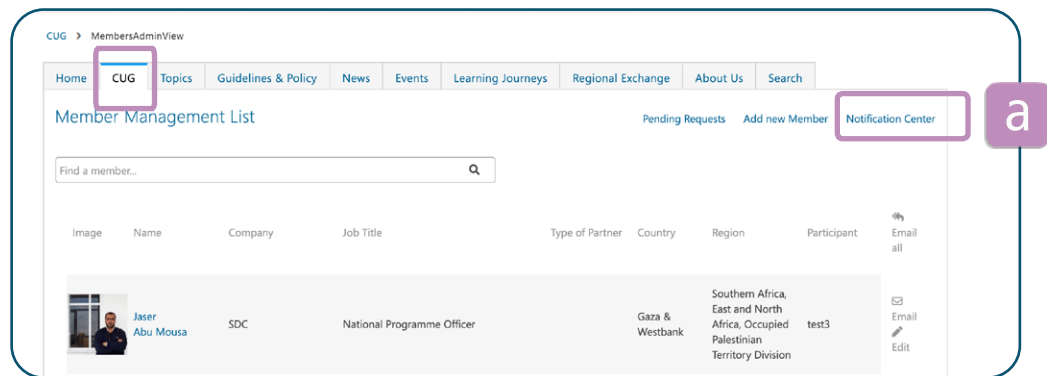 CUG > MembersAdminView
Home CUG Topics Guidelines & Policy News Events Learning Journeys Regional Exchange About Us Search
Member Management List
Pending Requests Add new Member Notification Center
a
Find a member...
Image Name Company Job Title Type of Partner Country Region Participant Email all
Jaser
Abu Mousa
SDC
National Programme Officer
Gaza &
Westbank
Southern Africa,
East and North
Africa, Occupied
Palestinian
Territory Division
test3
Email
Edit